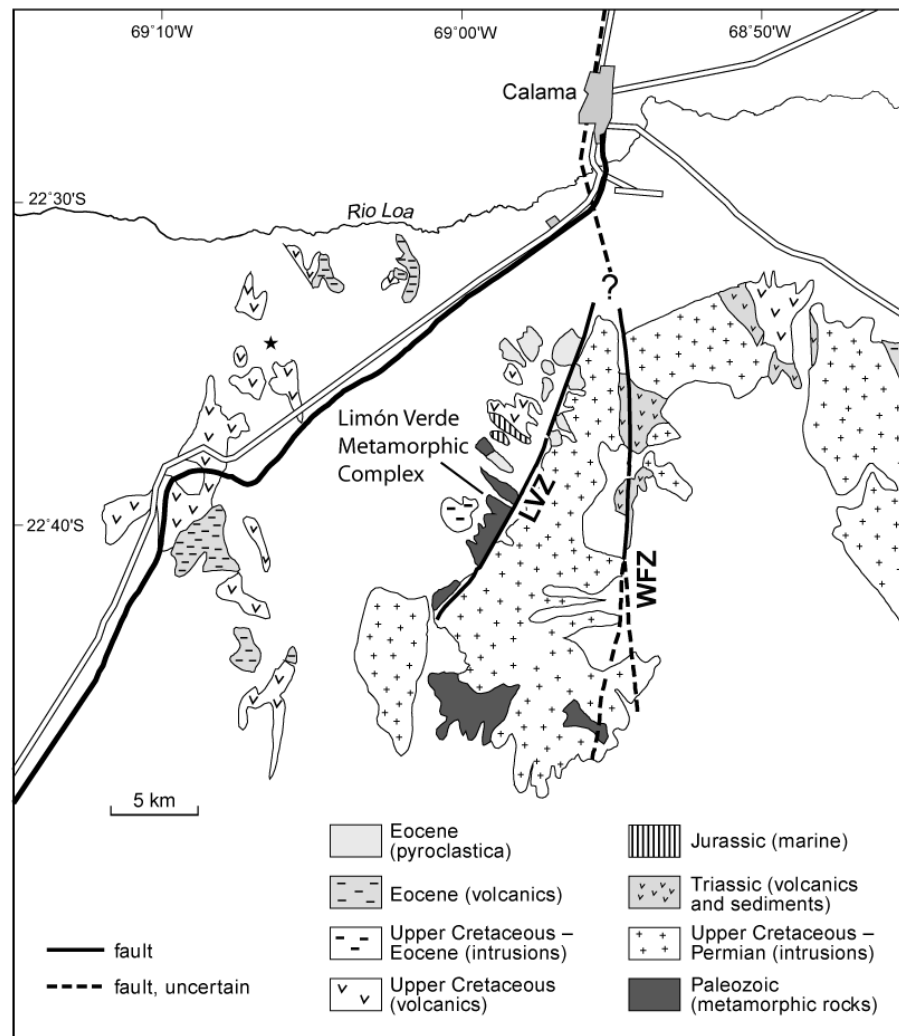 69°10'W
69°00'W
68°50'W
Calama
22°30'S
Rio Loa
?
Limón Verde
Metamorphic
Complex
LVZ
22°40'S
WFZ
5 km
Eocene
(pyroclastica)
Eocene (volcanics)
Upper Cretaceous –
Eocene (intrusions)
Upper Cretaceous
(volcanics)
Jurassic (marine)
Triassic (volcanics
and sediments)
Upper Cretaceous –
Permian (intrusions)
Paleozoic
(metamorphic rocks)
fault
fault, uncertain